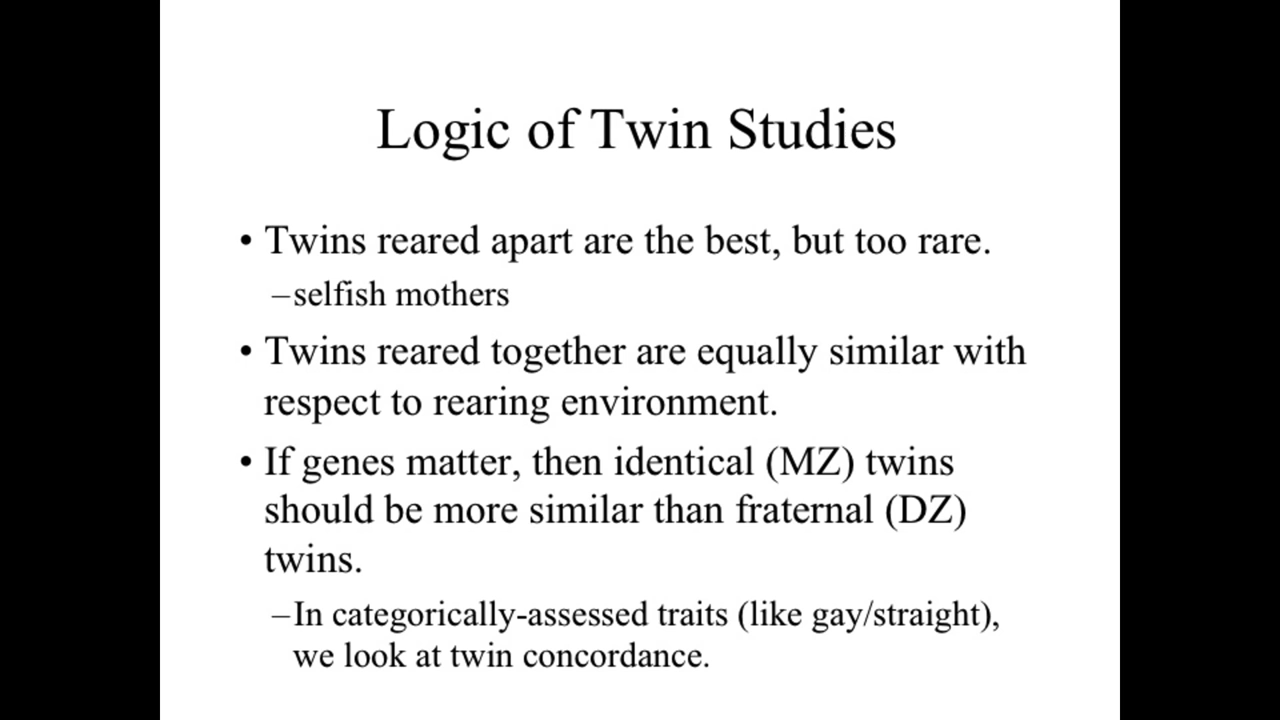 Logic of Twin Studies
• Twins reared apart are the best, but too rare.
–selfish mothers
• Twins reared together are equally similar with
respect to rearing environment.
• If genes matter, then identical (MZ) twins
should be more similar than fraternal (DZ)
twins.
–In categorically-assessed traits (like gay/straight),
we look at twin concordance.